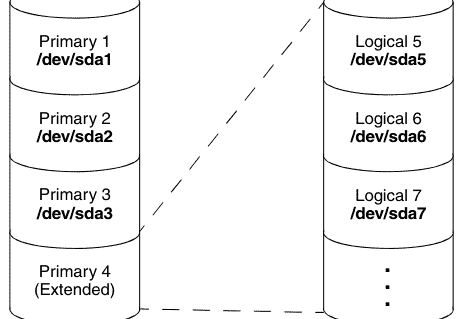 Primary 1
/dev/sda1
Primary 2
/dev/sda2
Primary 3
/dev/sda3
Primary 4
(Extended)
Logical 5
/dev/sda5
Logical 6
/dev/sda6
Logical 7
/dev/sda7